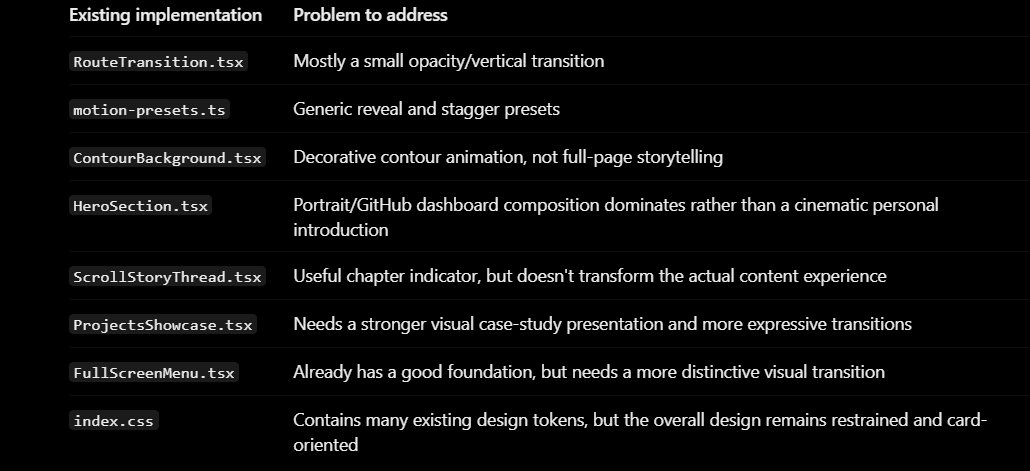 Existing implementation Problem to address
RouteTransition.tsx Mostly a small opacity/vertical transition
motion-presets.ts Generic reveal and stagger presets
ContourBackground.tsx Decorative contour animation, not full-page storytelling
HeroSection.tsx Portrait/GitHub dashboard composition dominates rather than a cinematic personal
introduction
ScrollStoryThread.tsx Useful chapter indicator, but doesn't transform the actual content experience
ProjectsShowcase.tsx Needs a stronger visual case-study presentation and more expressive transitions
FullScreenMenu.tsx Already has a good foundation, but needs a more distinctive visual transition
index.css Contains many existing design tokens, but the overall design remains restrained and card-
oriented